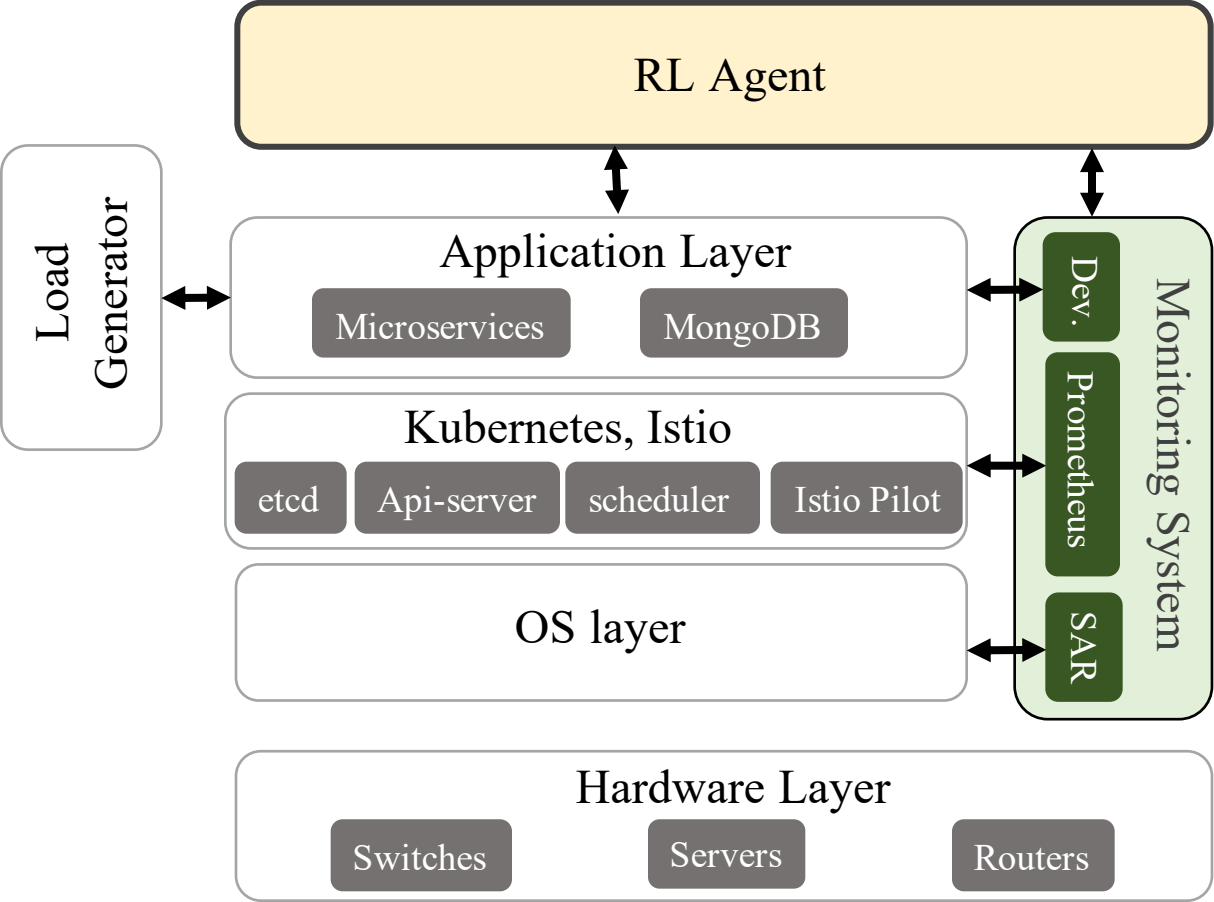 RL Agent
Load
Generator
Application Layer
Microservices
MongoDB
Kubernetes, Istio
etcd
Api-server
scheduler
Istio Pilot
OS layer
Dev.
Prometheus
SAR
Monitoring System
Hardware Layer
Switches
Servers
Routers